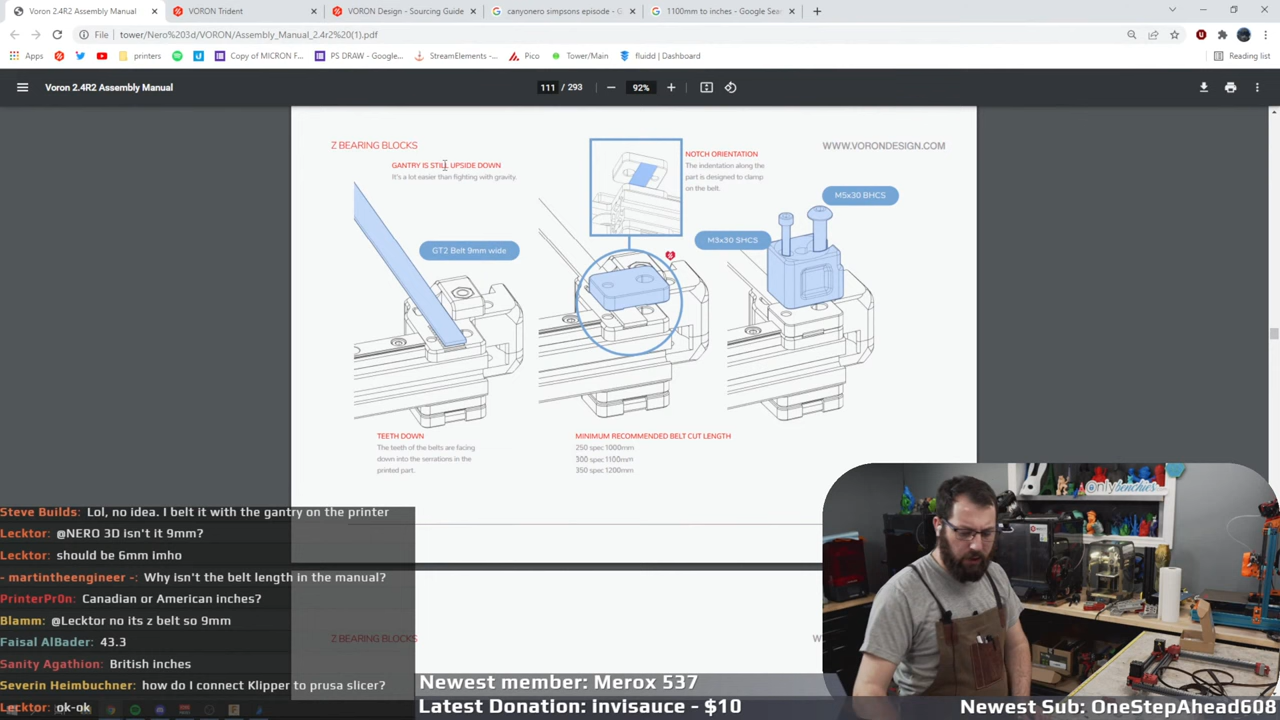 Voron 2.4R2 Assembly Manual
VORON Trident
VORON Design - Sourcing Guide
canyonero simpsons episode - G
1100mm to inches - Google Sea
File
tower/Nero%203d/VORON/Assembly_Manual_2.4r2%20(1).pdf
Apps
printers
Copy of MICRON F...
PS DRAW - Google...
StreamElements -...
Pico
Tower/Main
fluidd | Dashboard
Reading list
Voron 2.4R2 Assembly Manual
111 / 293
92%
Z BEARING BLOCKS
WWW.VORONDESIGN.COM
GANTRY IS STILL UPSIDE DOWN
It's a lot easier than fighting with gravity.
NOTCH ORIENTATION
The indentation along the
part is designed to clamp
on the belt.
M5x30 BHCS
M3x30 SHCS
GT2 Belt 9mm wide
TEETH DOWN
The teeth of the belts are facing
down into the serrations in the
printed part.
MINIMUM RECOMMENDED BELT CUT LENGTH
250 spec 1000mm
300 spec 1100mm
350 spec 1200mm
Z BEARING BLOCKS
W
Steve Builds: Lol, no idea. I belt it with the gantry on the printer
Lecktor: @NERO 3D isn't it 9mm?
Lecktor: should be 6mm imho
- martintheengineer -: Why isn't the belt length in the manual?
PrinterPr0n: Canadian or American inches?
Blamm: @Lecktor no its z belt so 9mm
Faisal AlBader: 43.3
Sanity Agathion: British inches
Severin Heimbuchner: how do I connect Klipper to prusa slicer?
Lecktor: ok-ok
Onlybenchies
Newest member: Merox 537
Latest Donation: invisauce - $10
Newest Sub: OneStepAhead608